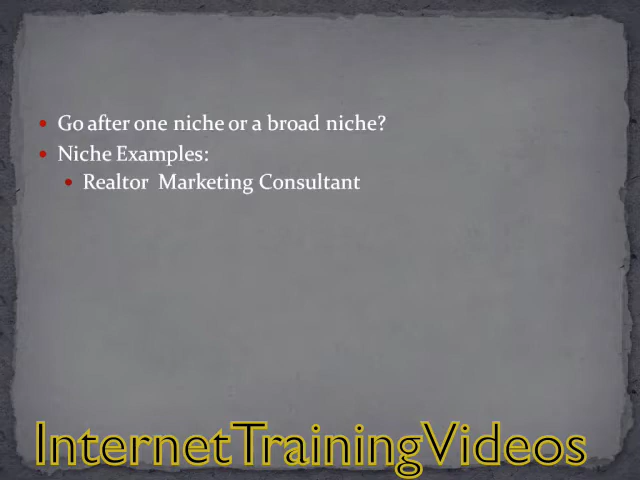 Go after one niche or a broad niche?
Niche Examples:
Realtor Marketing Consultant
InternetTrainingVideos